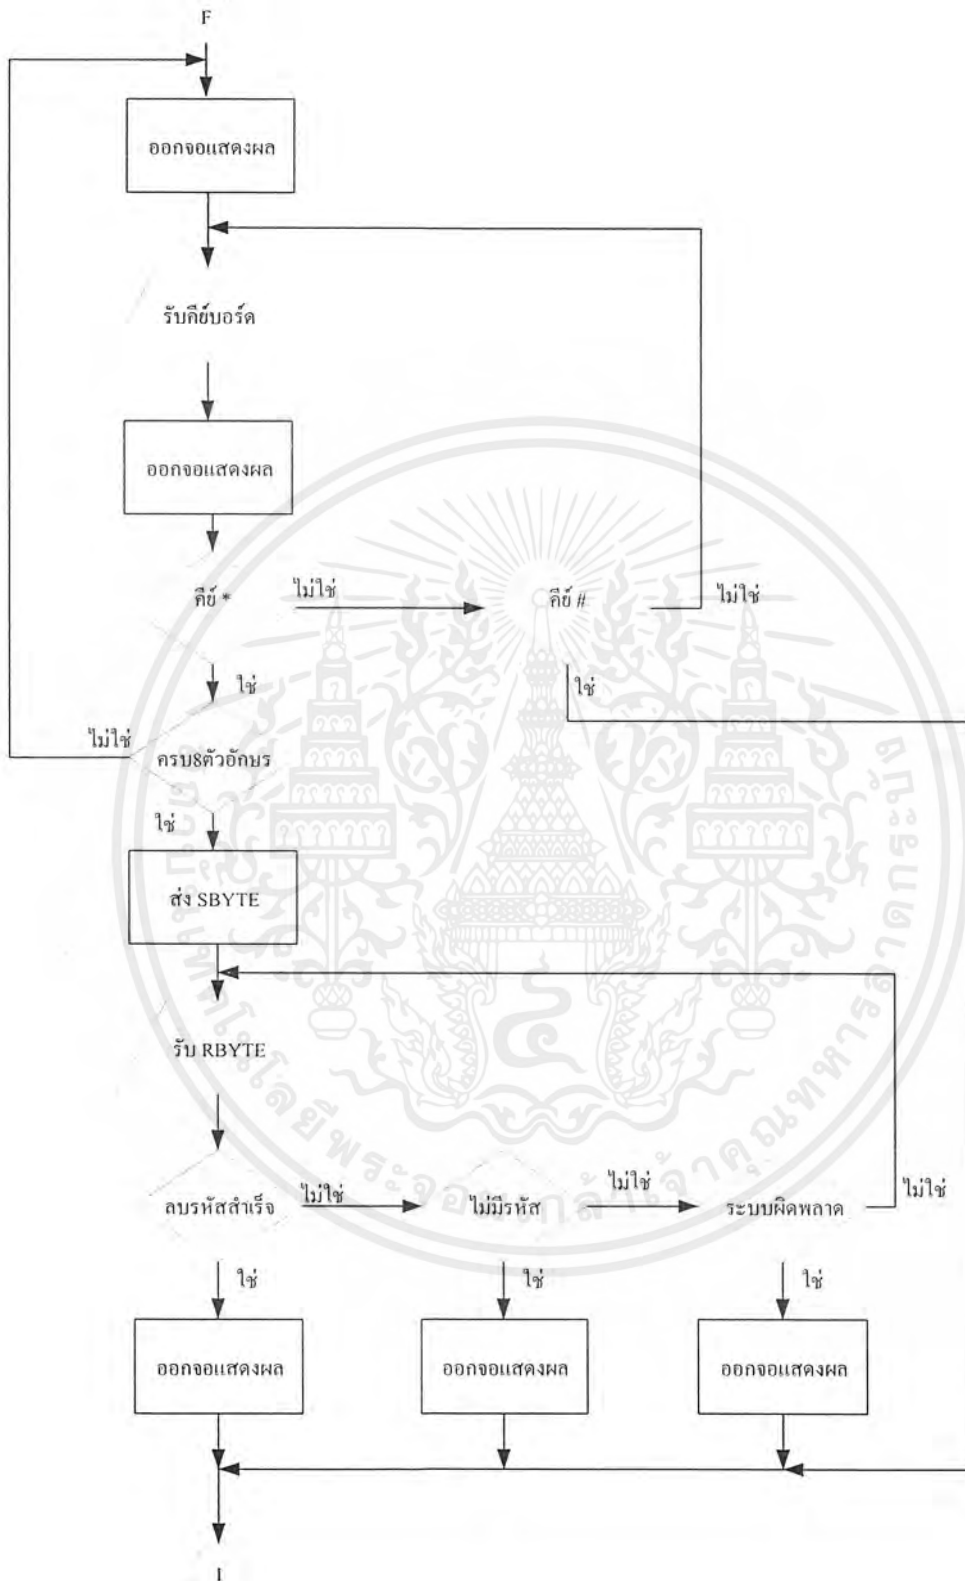 F
ออกจอแสดงผล
รับคีย์บอร์ด
ออกจอแสดงผล
คีย์ *
ไม่ใช่
คีย์ #
ไม่ใช่
ใช่
ใช่
ไม่ใช่
ครบ8ตัวอักษร
ใช่
ส่ง SBYTE
รับ RBYTE
ลบรหัสสำเร็จ
ไม่ใช่
ไม่มีรหัส
ไม่ใช่
ระบบผิดพลาด
ไม่ใช่
ใช่
ใช่
ใช่
ออกจอแสดงผล
ออกจอแสดงผล
ออกจอแสดงผล
I